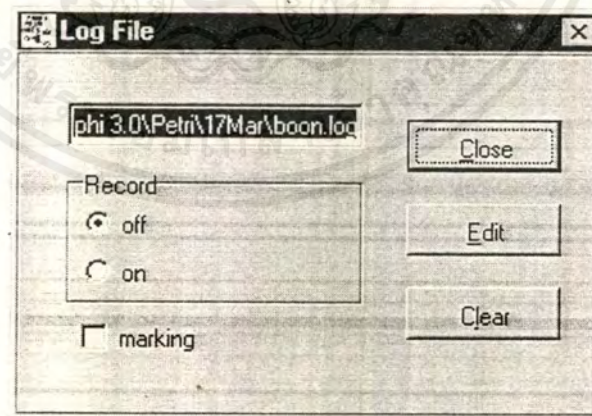 Log File
phi 3.0\Petri\17Mar\boon.log
Close
Record
off
on
Edit
marking
Clear